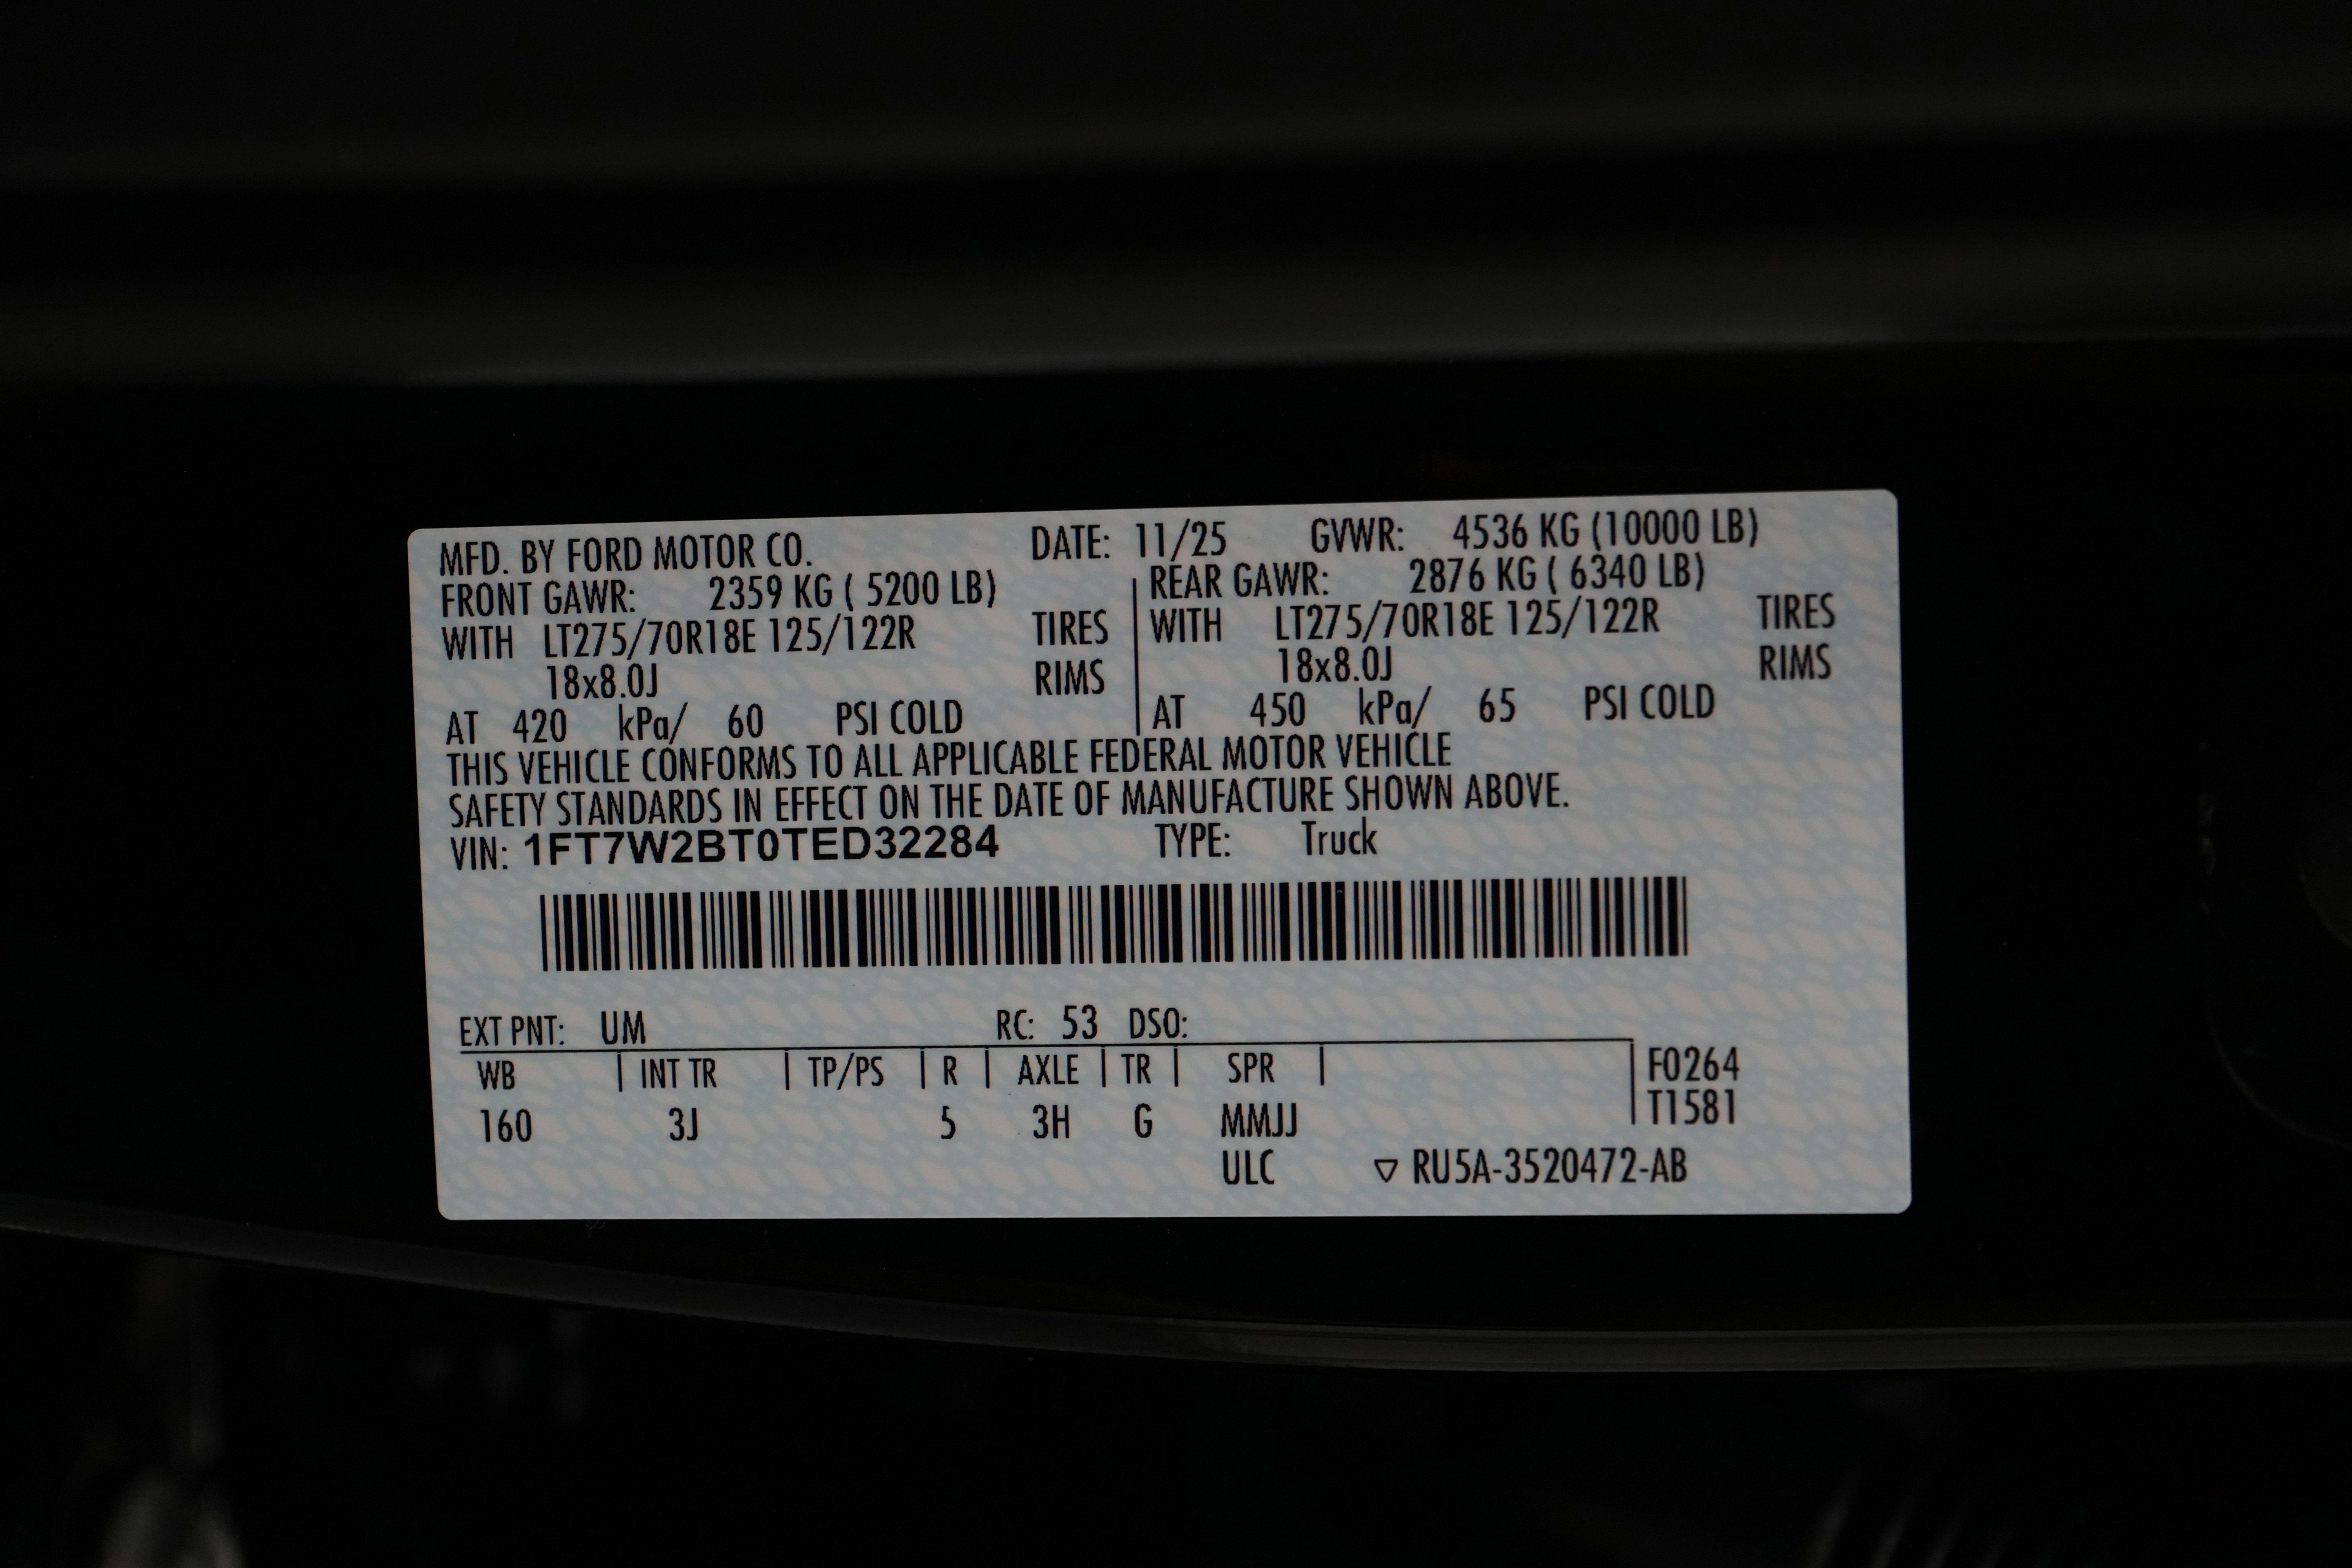 MFD. BY FORD MOTOR CO. DATE: 11/25 GVWR: 4536 KG (10000 LB)
FRONT GAWR: 2359 KG ( 5200 LB) REAR GAWR: 2876 KG ( 6340 LB)
WITH LT275/70R18E 125/122R TIRES WITH LT275/70R18E 125/122R TIRES
18x8.0J RIMS 18x8.0J RIMS
AT 420 kPa/ 60 PSI COLD AT 450 kPa/ 65 PSI COLD
THIS VEHICLE CONFORMS TO ALL APPLICABLE FEDERAL MOTOR VEHICLE
SAFETY STANDARDS IN EFFECT ON THE DATE OF MANUFACTURE SHOWN ABOVE.
VIN: 1FT7W2BT0TED32284 TYPE: Truck
EXT PNT: UM RC: 53 DSO:
WB INT TR TP/PS R AXLE TR SPR F0264
160 3J 5 3H G MMJJ T1581
ULC ▽ RU5A-3520472-AB